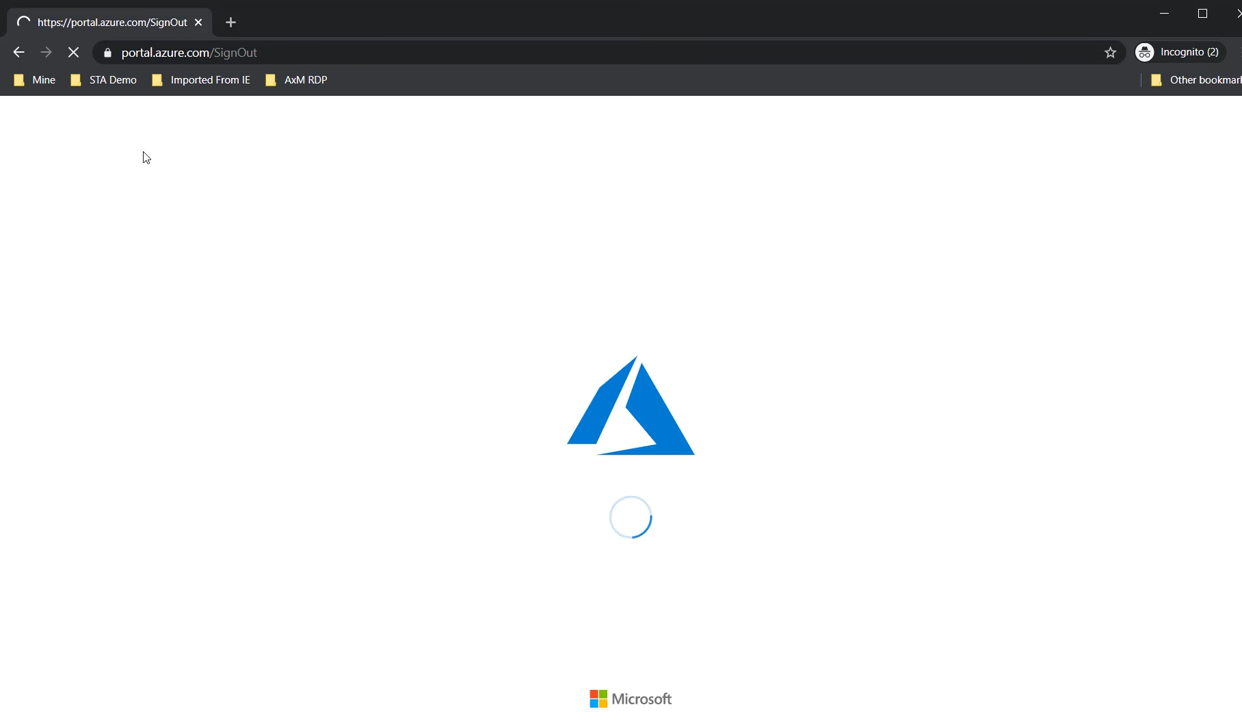 https://portal.azure.com/SignOut
portal.azure.com/SignOut
Incognito (2)
Mine
STA Demo
Imported From IE
AxM RDP
Other
Microsoft